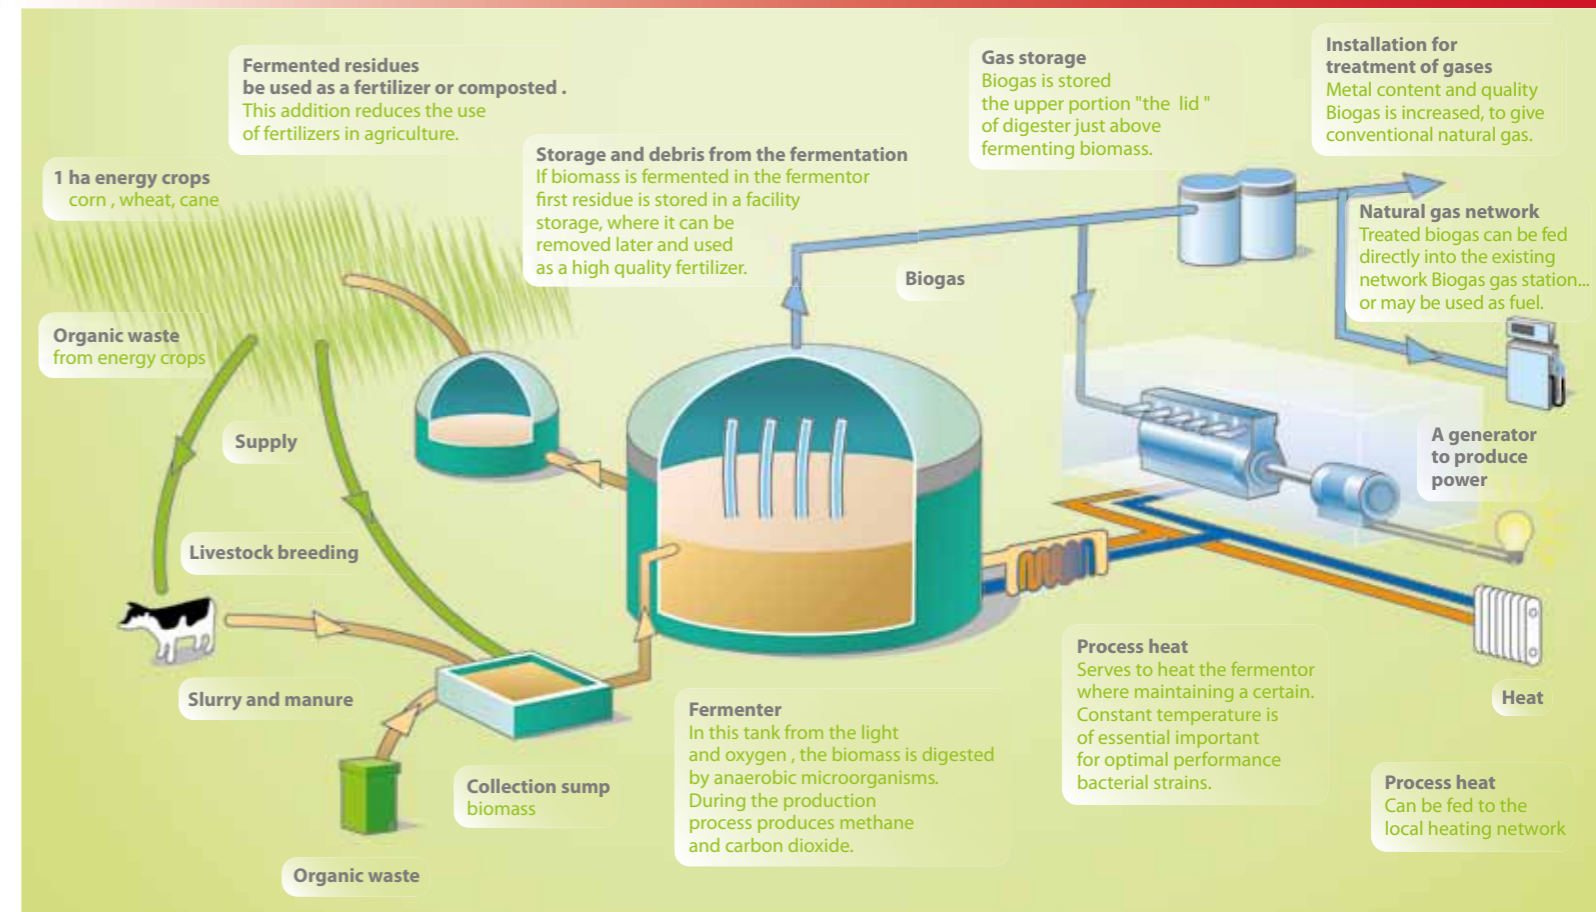 Fermented residues
be used as a fertilizer or composted .
This addition reduces the use
of fertilizers in agriculture.
1 ha energy crops
corn , wheat, cane
Storage and debris from the fermentation
If biomass is fermented in the fermentor
first residue is stored in a facility
storage, where it can be
removed later and used
as a high quality fertilizer.
Gas storage
Biogas is stored
the upper portion "the lid "
of digester just above
fermenting biomass.
Installation for
treatment of gases
Metal content and quality
Biogas is increased, to give
conventional natural gas.
Natural gas network
Treated biogas can be fed
directly into the existing
network Biogas gas station...
or may be used as fuel.
Biogas
Organic waste
from energy crops
Supply
A generator
to produce
power
Livestock breeding
Slurry and manure
Collection sump
biomass
Organic waste
Fermenter
In this tank from the light
and oxygen , the biomass is digested
by anaerobic microorganisms.
During the production
process produces methane
and carbon dioxide.
Process heat
Serves to heat the fermentor
where maintaining a certain.
Constant temperature is
of essential important
for optimal performance
bacterial strains.
Heat
Process heat
Can be fed to the
local heating network